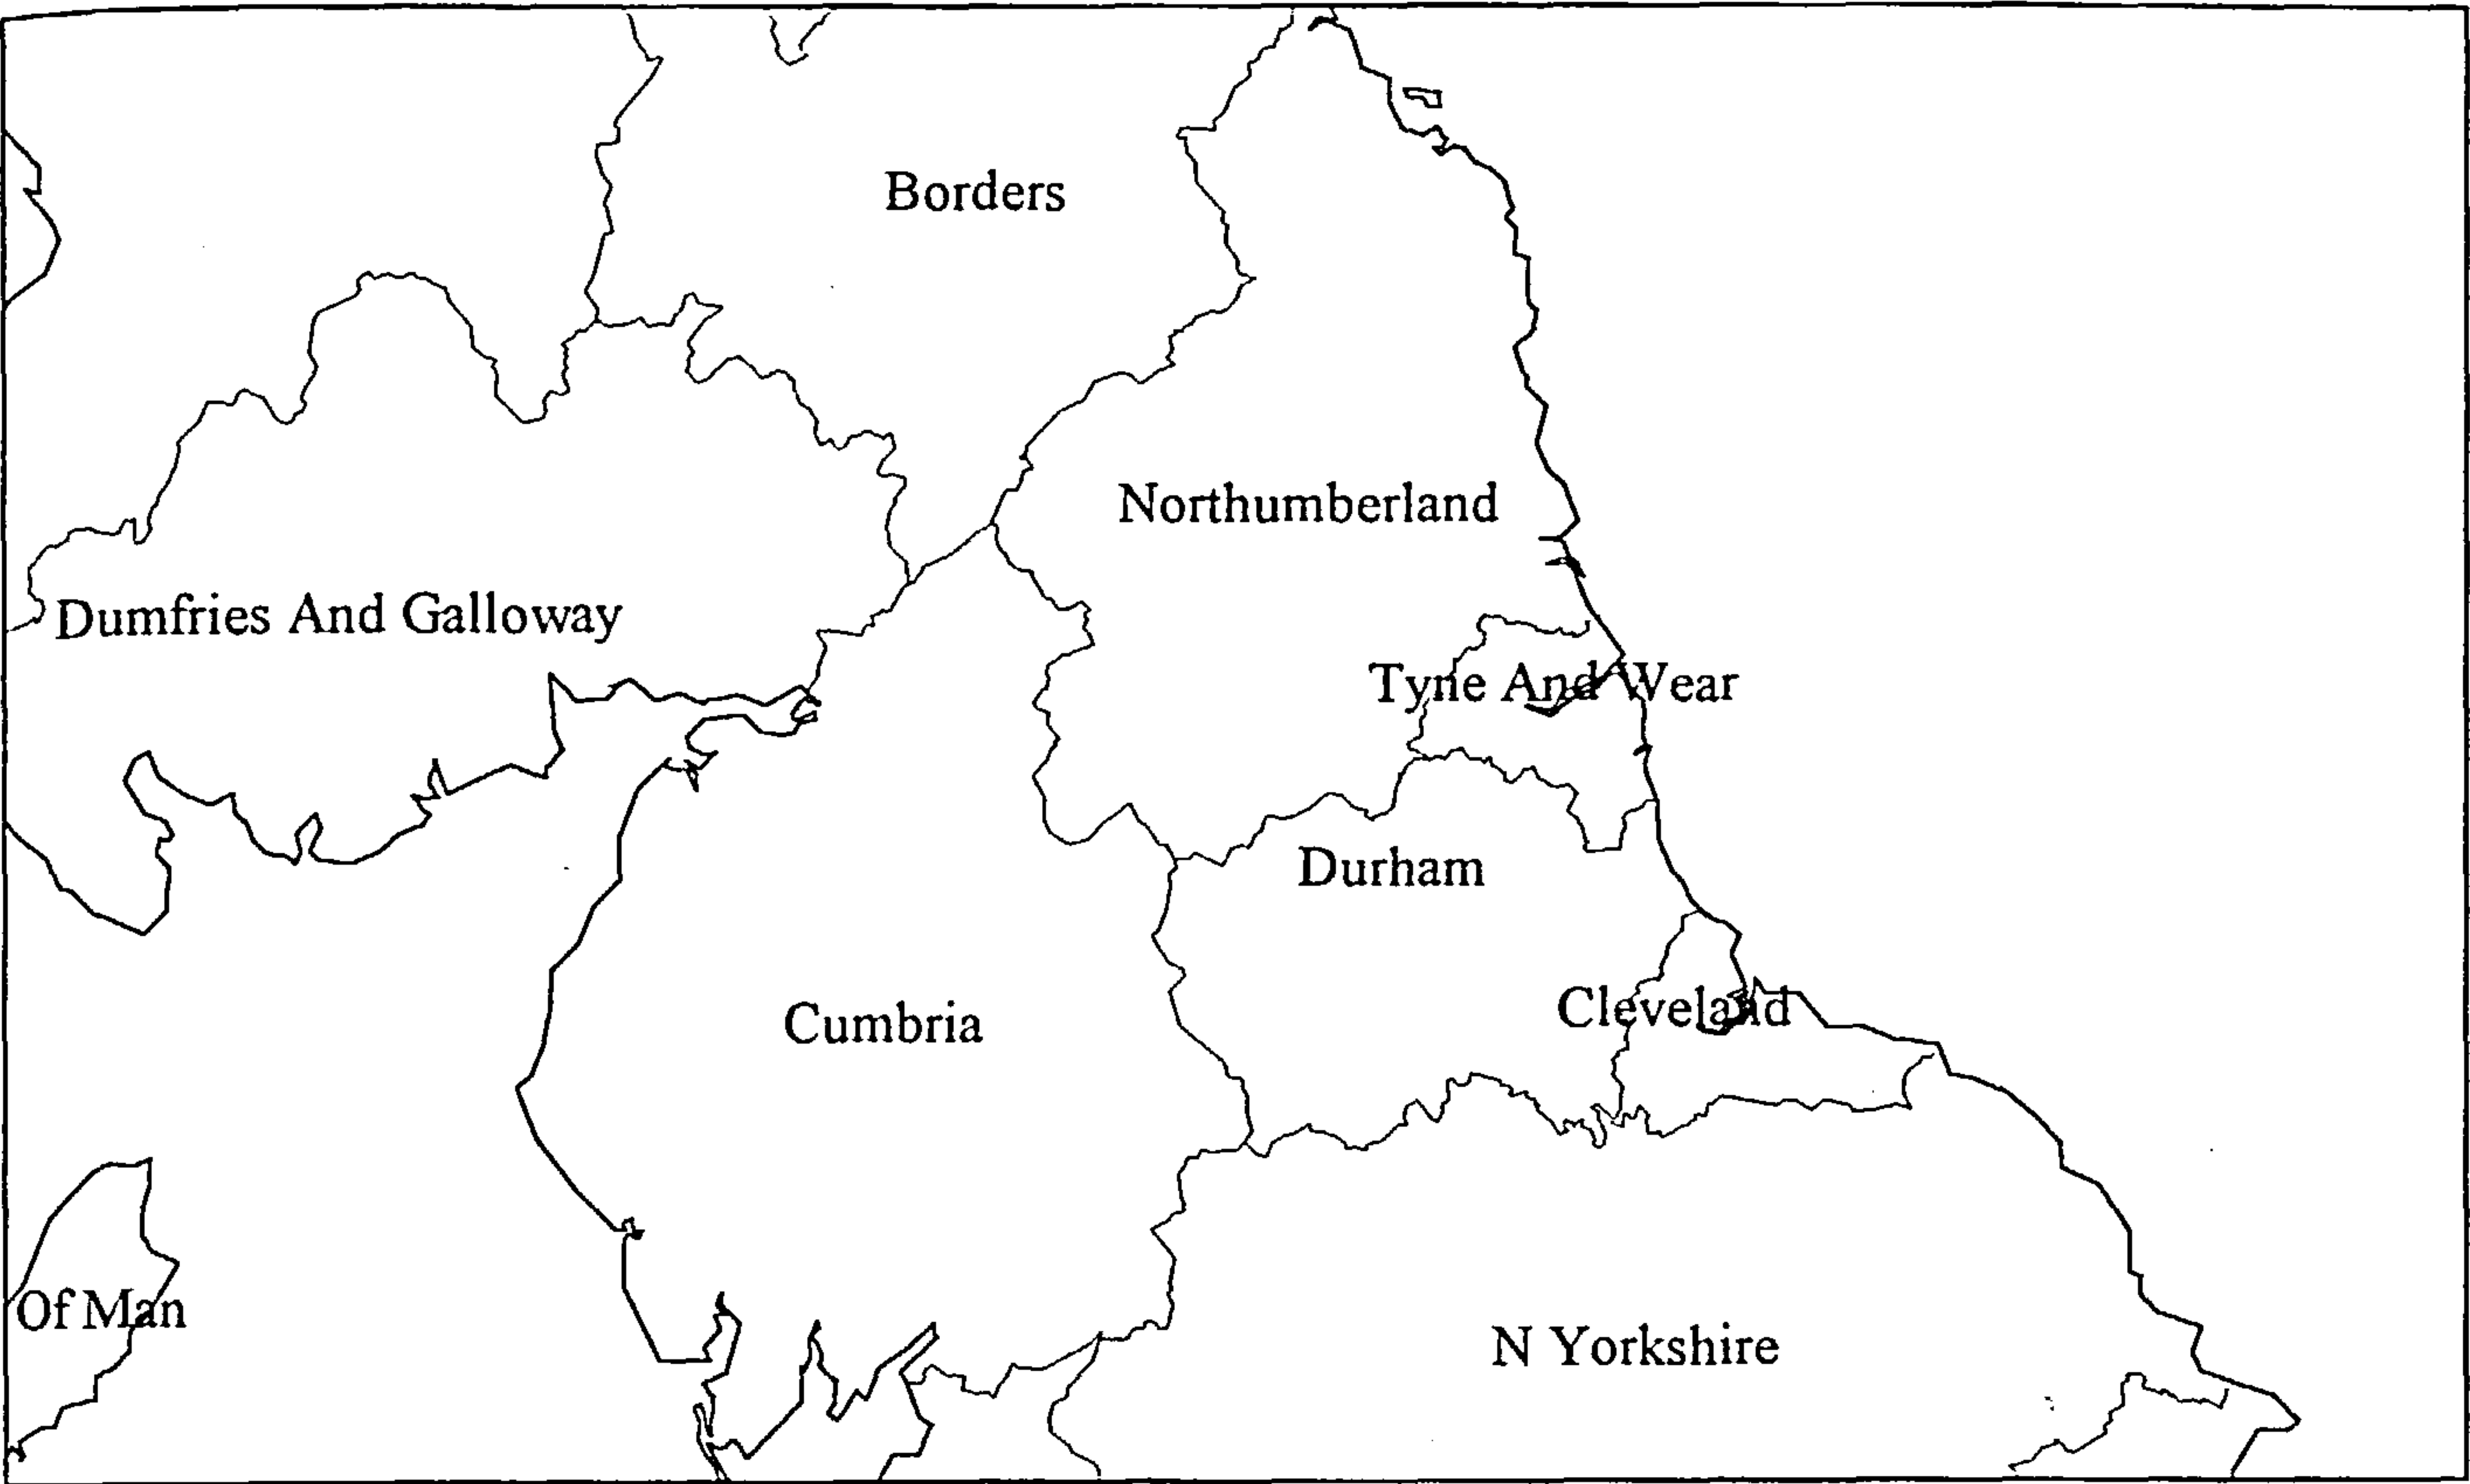 Borders
Northumberland
Dumfries And Galloway
Tyne And Wear
Durham
Cleveland
Cumbria
Of Man
N Yorkshire